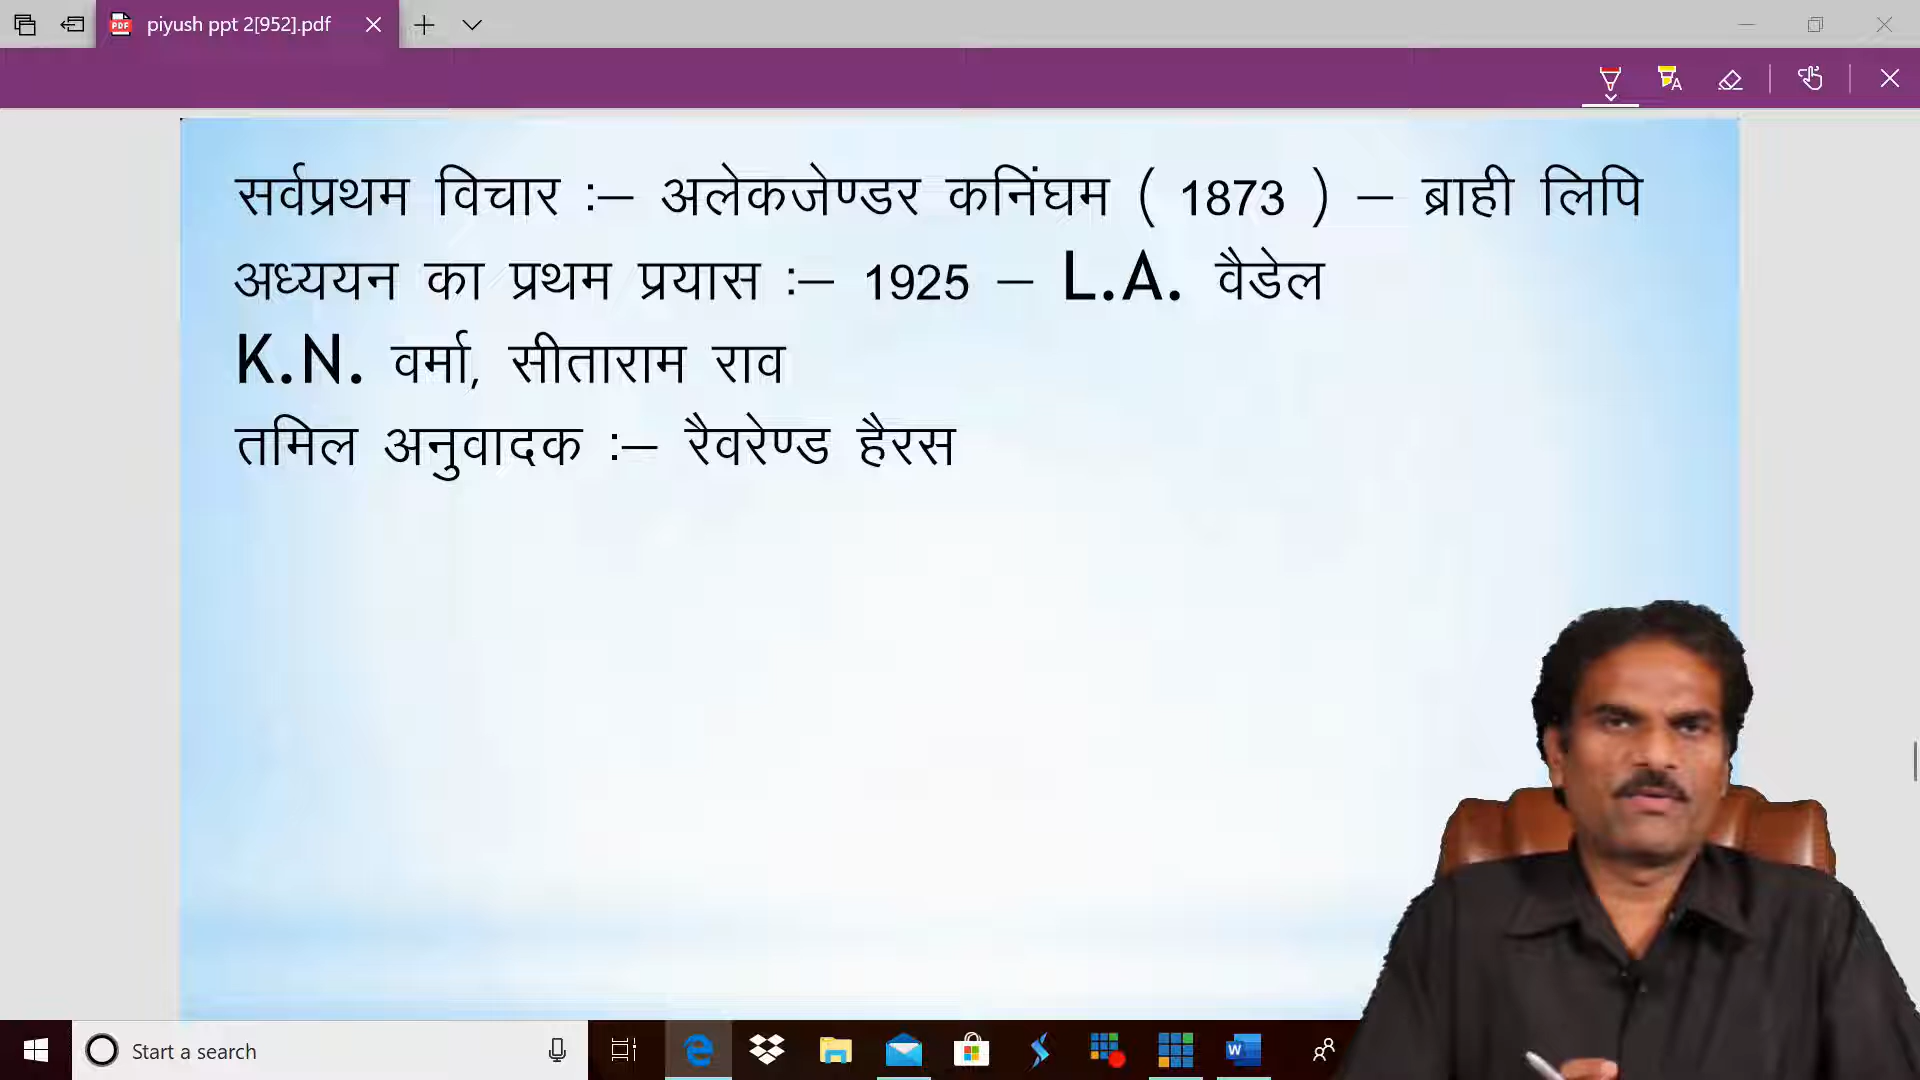 piyush ppt 2[952].pdf
सर्वप्रथम विचार :– अलेकजेण्डर कनिंघम ( 1873 ) – ब्राही लिपि
अध्ययन का प्रथम प्रयास :– 1925 – L.A. वैडेल
K.N. वर्मा, सीताराम राव
तमिल अनुवादक :– रैवरेण्ड हैरस
Start a search